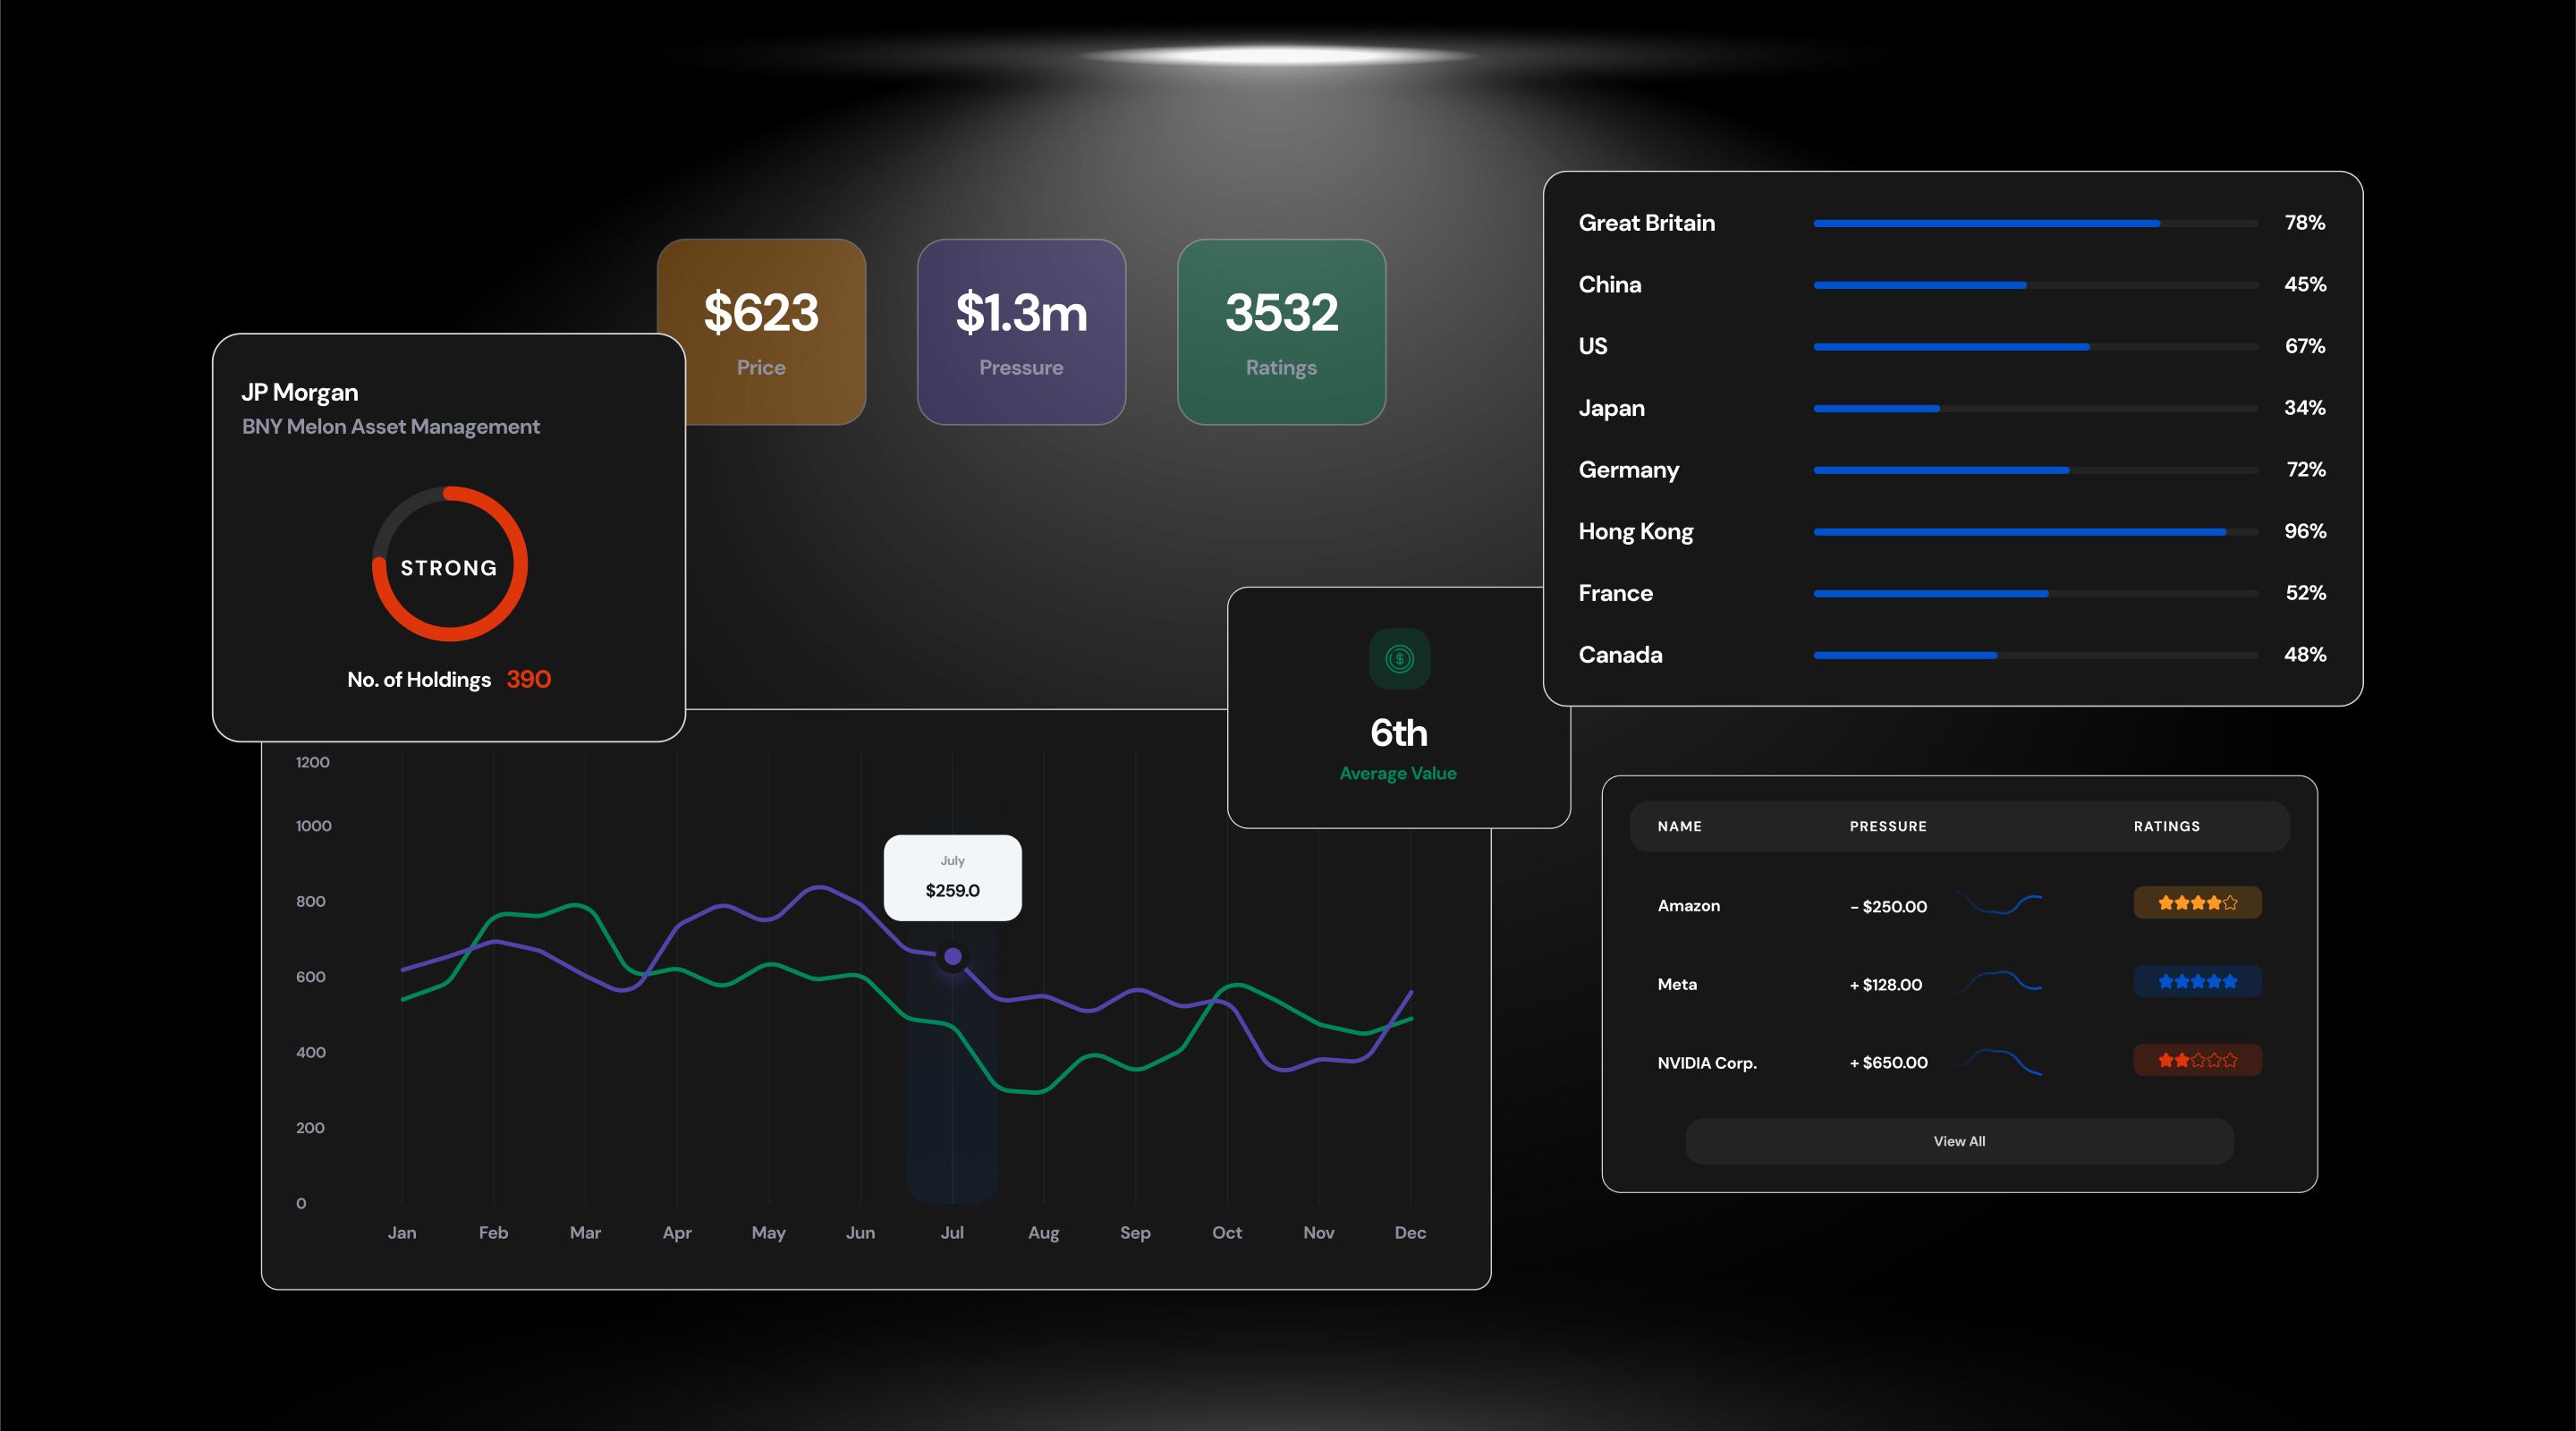 $623
Price
$1.3m
Pressure
3532
Ratings
JP Morgan
BNY Melon Asset Management
STRONG
No. of Holdings 390
Great Britain 78%
China 45%
US 67%
Japan 34%
Germany 72%
Hong Kong 96%
France 52%
Canada 48%
$
6th
Average Value
1200
1000
800
600
400
200
0
July
$259.0
Jan Feb Mar Apr May Jun Jul Aug Sep Oct Nov Dec
NAME PRESSURE RATINGS
Amazon - $250.00
Meta + $128.00
NVIDIA Corp. + $650.00
View All